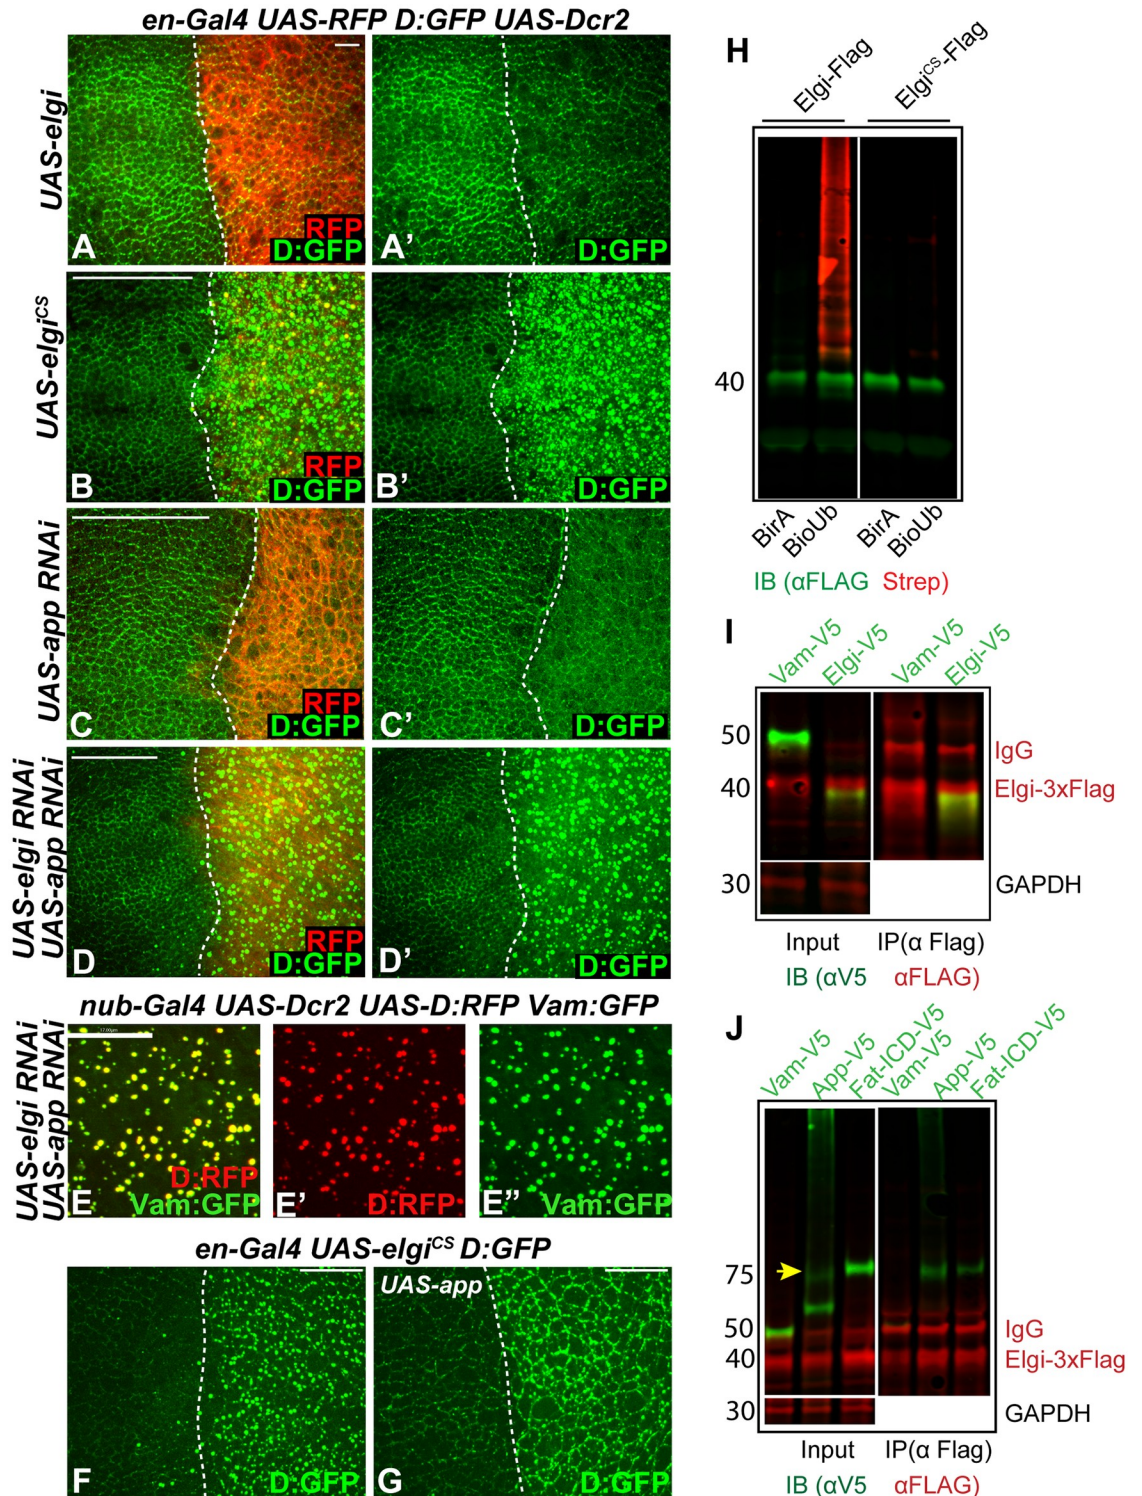 en-Gal4 UAS-RFP D:GFP UAS-Dcr2
UAS-elgi
A
RFP
D:GFP
A'
D:GFP
UAS-elgiCS
B
RFP
D:GFP
B'
D:GFP
UAS-app RNAi
C
RFP
D:GFP
C'
D:GFP
UAS-elgi RNAi
UAS-app RNAi
D
RFP
D:GFP
D'
D:GFP
nub-Gal4 UAS-Dcr2 UAS-D:RFP Vam:GFP
UAS-elgi RNAi
UAS-app RNAi
E
D:RFP
Vam:GFP
E'
D:RFP
E"
Vam:GFP
en-Gal4 UAS-elgiCS D:GFP
F
D:GFP
UAS-app
G
D:GFP
H
Elgi-Flag
ElgiCS-Flag
40
BirA
BioUb
BirA
BioUb
IB (αFLAG Strep)
I
Vam-V5
Elgi-V5
Vam-V5
Elgi-V5
50
IgG
40
Elgi-3xFlag
30
GAPDH
Input
IP(α Flag)
IB (αV5 αFLAG)
J
Vam-V5
App-V5
Fat-ICD-V5
Vam-V5
App-V5
Fat-ICD-V5
75
50
IgG
40
Elgi-3xFlag
30
GAPDH
Input
IP(α Flag)
IB (αV5 αFLAG)